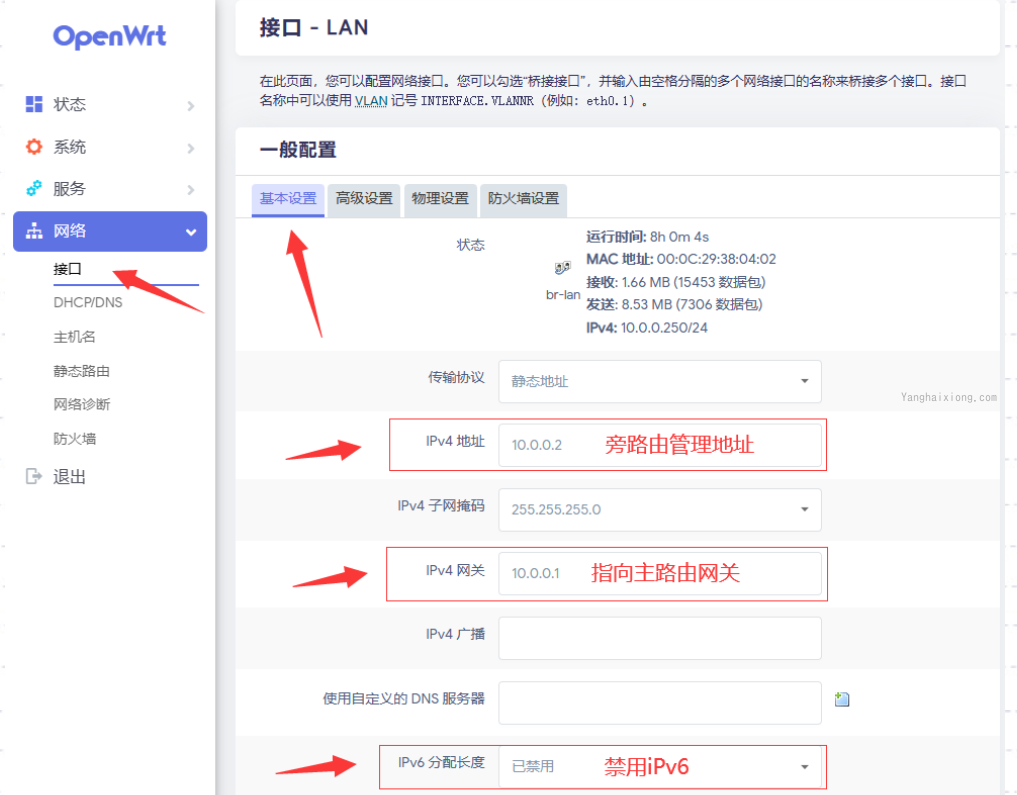 OpenWrt
状态
系统
服务
网络
接口
DHCP/DNS
主机名
静态路由
网络诊断
防火墙
退出
接口 - LAN
在此页面，您可以配置网络接口。您可以勾选“桥接接口”，并输入由空格分隔的多个网络接口的名称来桥接多个接口。接口
名称中可以使用 VLAN 记号 INTERFACE.VLANNR（例如：eth0.1）。
一般配置
基本设置 高级设置 物理设置 防火墙设置
状态
br-lan
运行时间: 8h 0m 4s
MAC 地址: 00:0C:29:38:04:02
接收: 1.66 MB (15453 数据包)
发送: 8.53 MB (7306 数据包)
IPv4: 10.0.0.250/24
传输协议 静态地址
Yanghaixiong.com
IPv4 地址 10.0.0.2 旁路由管理地址
IPv4 子网掩码 255.255.255.0
IPv4 网关 10.0.0.1 指向主路由网关
IPv4 广播
使用自定义的 DNS 服务器
IPv6 分配长度 已禁用 禁用iPv6